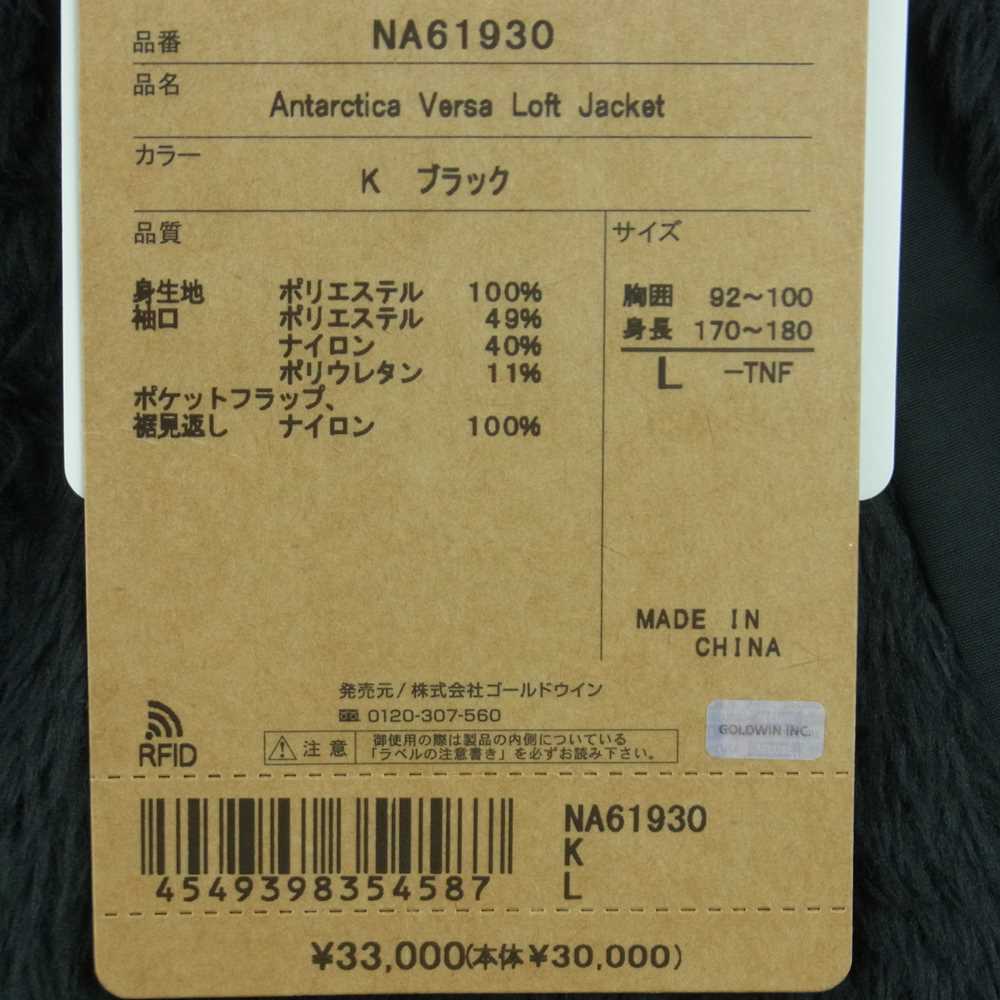 品番 NA61930
品名
Antarctica Versa Loft Jacket
カラー
K ブラック
品質
身生地 ポリエステル 100%
袖口 ポリエステル 49%
ナイロン 40%
ポリウレタン 11%
ポケットフラップ、
裾見返し ナイロン 100%
サイズ
胸囲 92〜100
身長 170〜180
L -TNF
MADE IN
CHINA
発売元/株式会社ゴールドウイン
0120-307-560
RFID
注意
御使用の際は製品の内側についている
「ラベルの注意書き」を必ずお読み下さい。
GOLDWIN INC.
4549398354587
NA61930
K
L
¥33,000(本体¥30,000)